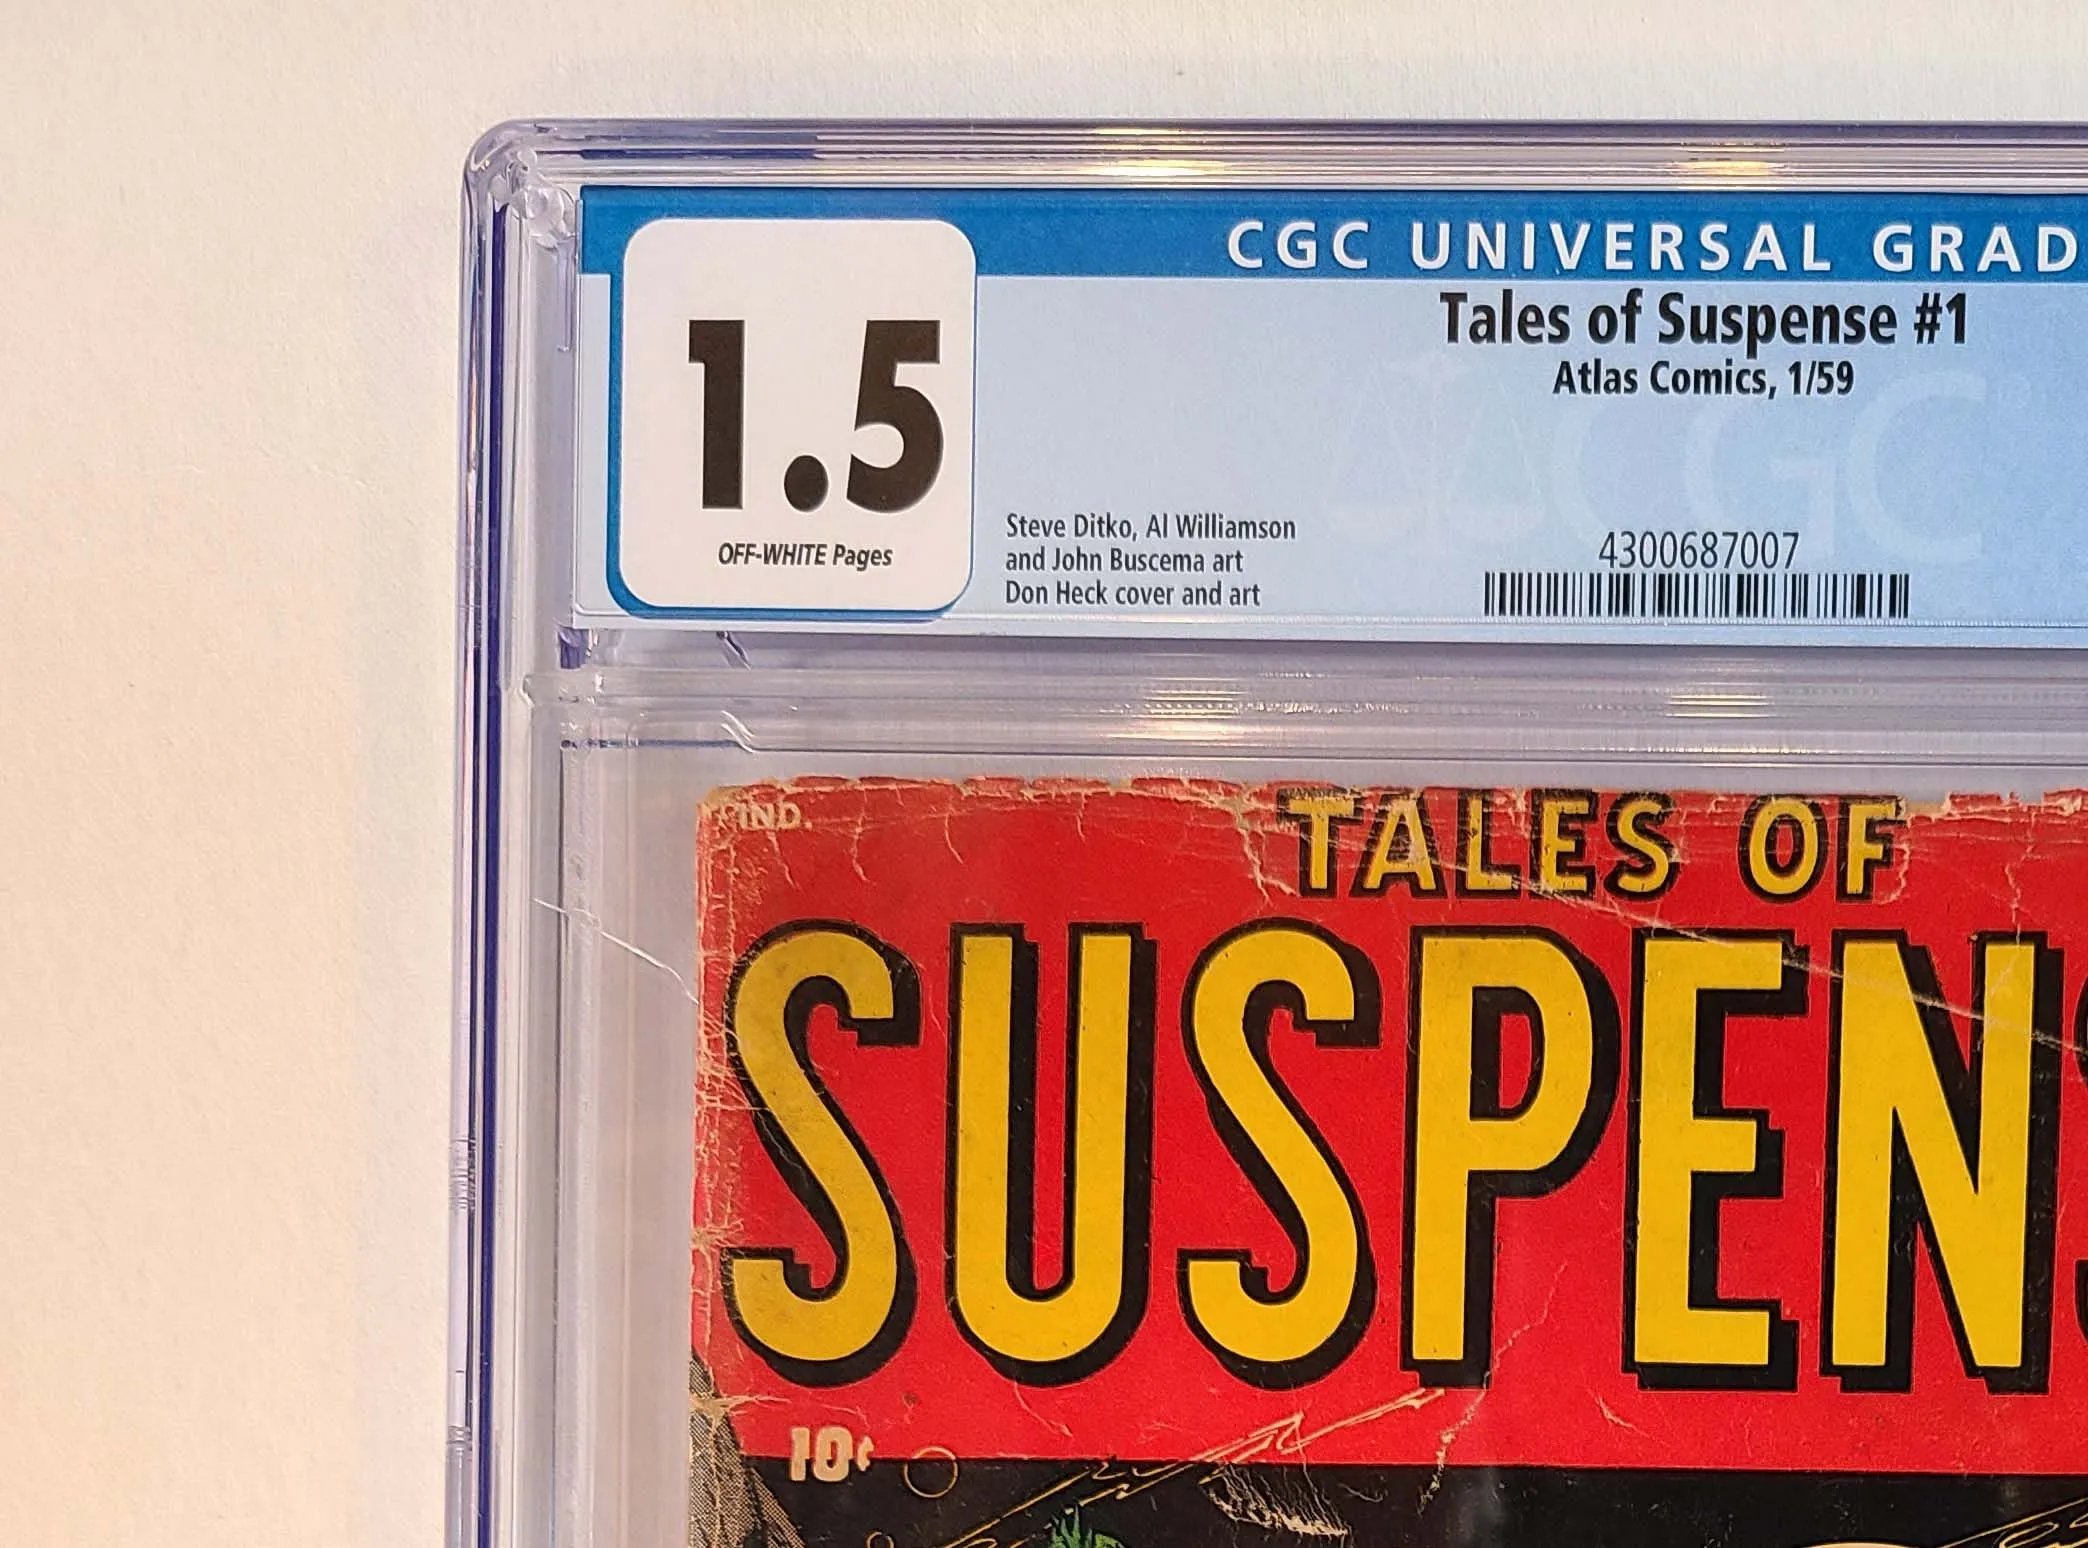 CGC UNIVERSAL GRAD
1.5
OFF-WHITE Pages
Tales of Suspense #1
Atlas Comics, 1/59
Steve Ditko, Al Williamson
and John Buscema art
Don Heck cover and art
4300687007
CGC
IND.
TALES OF
SUSPENS
10¢